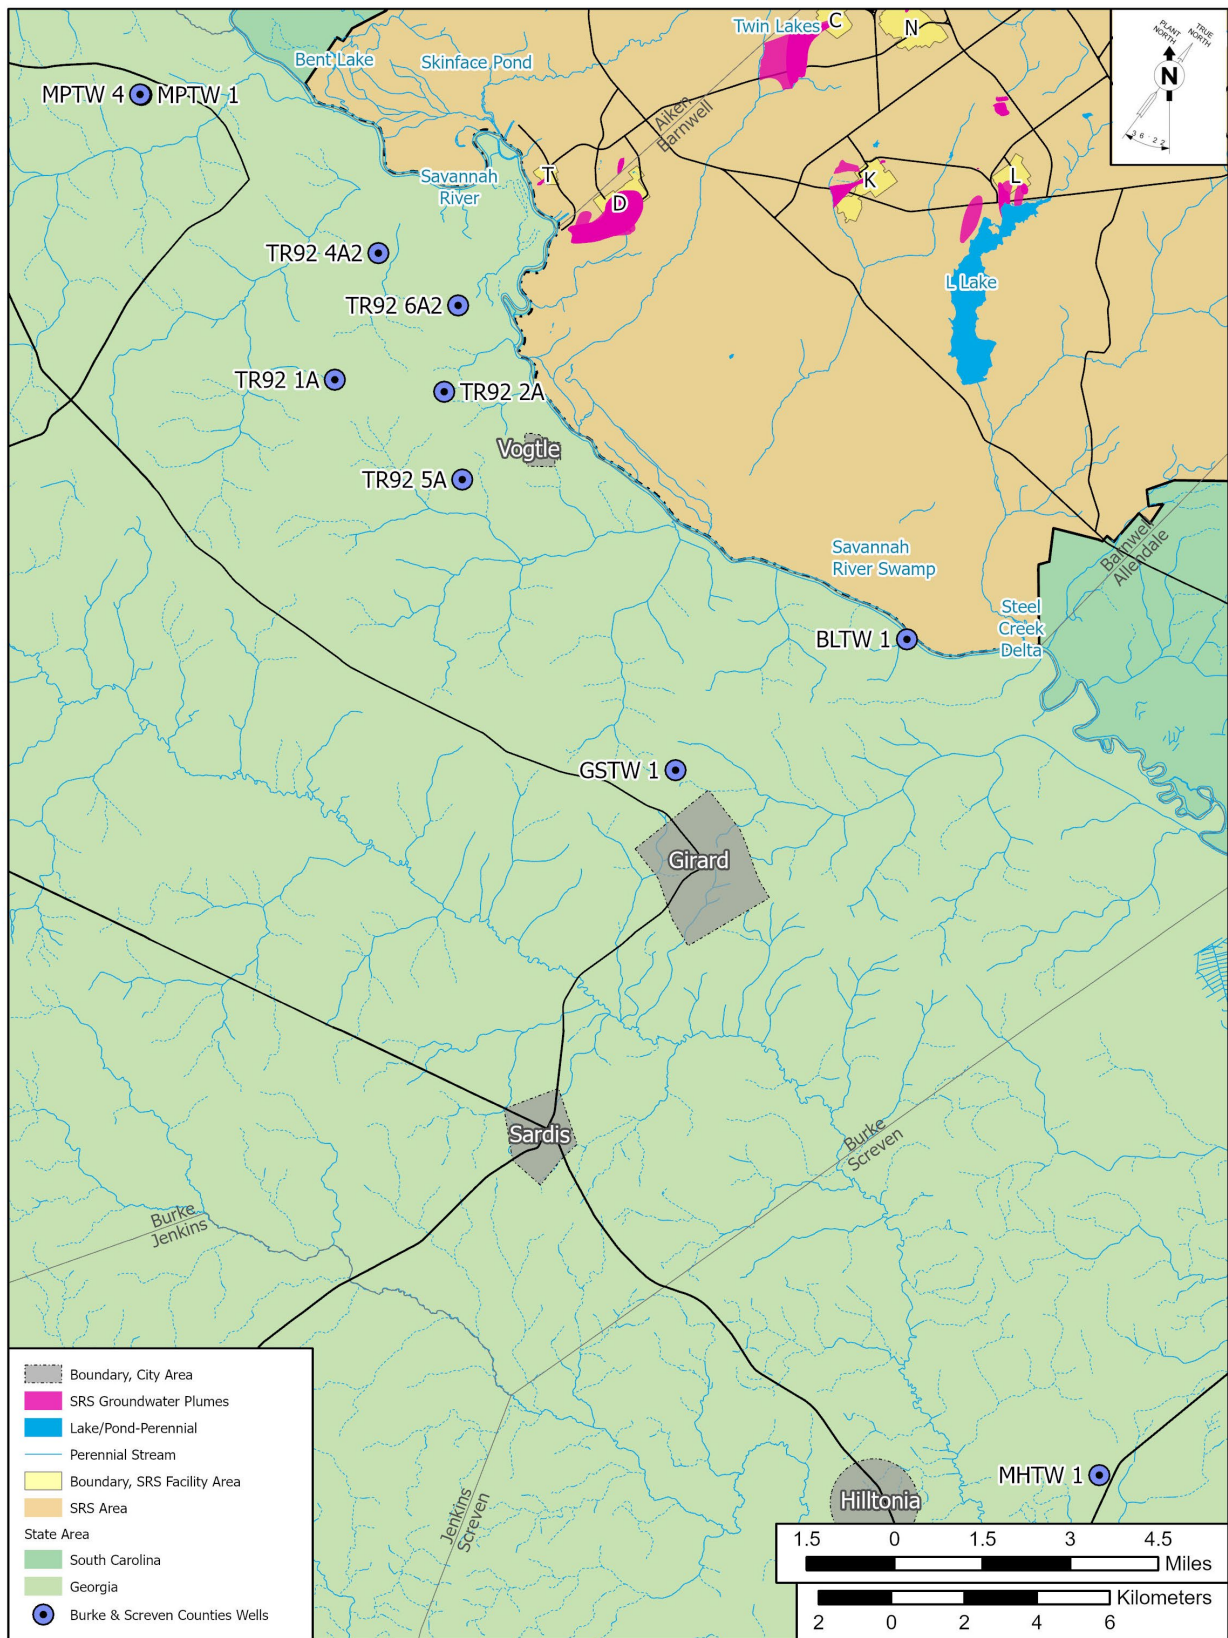 Twin Lakes
C
N
PLANT
NORTH
TRUE
NORTH
N
36°22'
Bent Lake
Skinface Pond
MPTW 4
MPTW 1
Aiken
Barnwell
Savannah
River
T
D
K
L
TR92 4A2
L Lake
TR92 6A2
TR92 1A
TR92 2A
Vogtle
TR92 5A
Savannah
River Swamp
Barnwell
Allendale
Steel
Creek
Delta
BLTW 1
GSTW 1
Girard
Sardis
Burke
Screven
Burke
Jenkins
Jenkins
Screven
MHTW 1
Hilltonia
Boundary, City Area
SRS Groundwater Plumes
Lake/Pond-Perennial
Perennial Stream
Boundary, SRS Facility Area
SRS Area
State Area
South Carolina
Georgia
Burke & Screven Counties Wells
1.5 0 1.5 3 4.5
Miles
Kilometers
2 0 2 4 6